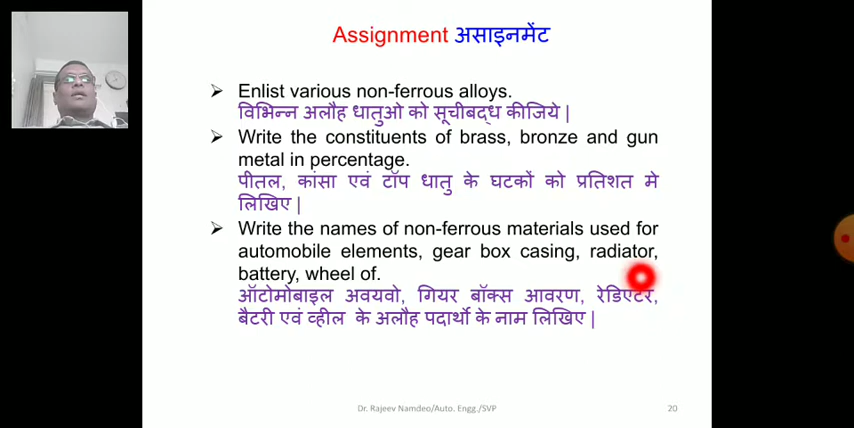 Assignment असाइनमेंट
➢ Enlist various non-ferrous alloys.
विभिन्न अलौह धातुओ को सूचीबद्ध कीजिये |
➢ Write the constituents of brass, bronze and gun
metal in percentage.
पीतल, कांसा एवं टॉप धातु के घटकों को प्रतिशत मे
लिखिए |
➢ Write the names of non-ferrous materials used for
automobile elements, gear box casing, radiator,
battery, wheel of.
ऑटोमोबाइल अवयवो, गियर बॉक्स आवरण, रेडिएटर,
बैटरी एवं व्हील के अलौह पदार्थो के नाम लिखिए |
Dr. Rajeev Namdeo/Auto. Engg./SVP 20